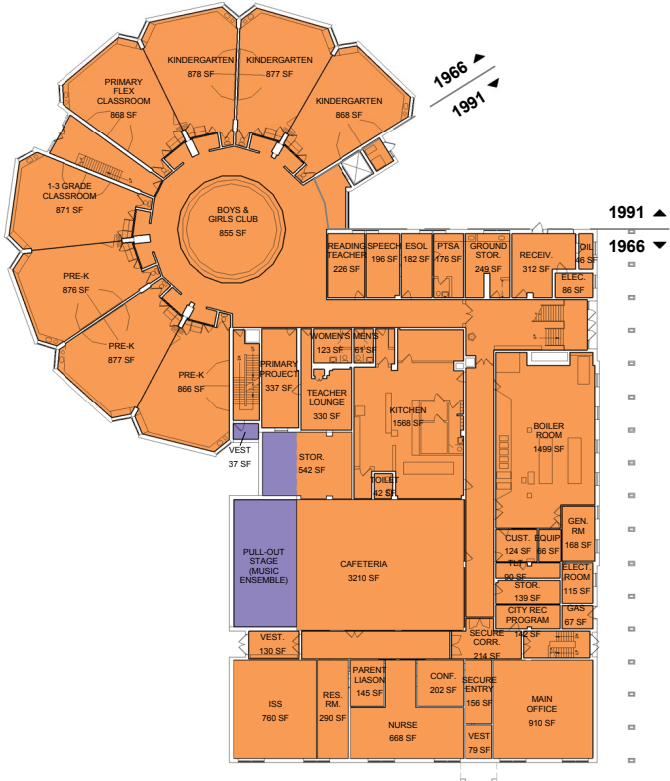 KINDERGARTEN
878 SF
KINDERGARTEN
877 SF
PRIMARY
FLEX
CLASSROOM
868 SF
KINDERGARTEN
868 SF
1966
1991
1-3 GRADE
CLASSROOM
871 SF
BOYS &
GIRLS CLUB
855 SF
1991
1966
READING
TEACHER
226 SF
SPEECH
196 SF
ESOL
182 SF
PTSA
176 SF
GROUND
STOR.
249 SF
RECEIV.
312 SF
OIL
46 SF
ELEC.
86 SF
PRE-K
876 SF
PRE-K
877 SF
PRE-K
866 SF
WOMEN'S
123 SF
MEN'S
61 SF
PRIMARY
PROJECT
337 SF
TEACHER
LOUNGE
330 SF
KITCHEN
1568 SF
BOILER
ROOM
1499 SF
VEST
37 SF
STOR.
542 SF
TOILET
42 SF
GEN.
RM
168 SF
CUST.
124 SF
EQUIP
66 SF
PULL-OUT
STAGE
(MUSIC
ENSEMBLE)
CAFETERIA
3210 SF
TLT
90 SF
ELECT.
ROOM
115 SF
STOR.
139 SF
CITY REC
PROGRAM
142 SF
GAS
67 SF
VEST.
130 SF
SECURE
CORR.
214 SF
ISS
760 SF
RES.
RM.
290 SF
PARENT
LIASON
145 SF
CONF.
202 SF
SECURE
ENTRY
156 SF
MAIN
OFFICE
910 SF
NURSE
668 SF
VEST
79 SF